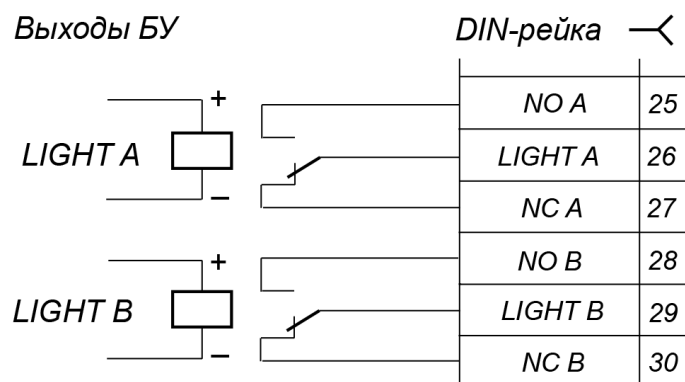 Выходы БУ
DIN-рейка
+
NO A 25
LIGHT A
LIGHT A 26
–
NC A 27
+
NO B 28
LIGHT B
LIGHT B 29
–
NC B 30